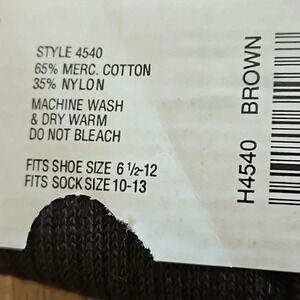 STYLE 4540
65% MERC. COTTON
35% NYLON
MACHINE WASH
& DRY WARM
DO NOT BLEACH
FITS SHOE SIZE 6 1/2-12
FITS SOCK SIZE 10-13
H4540 BROWN